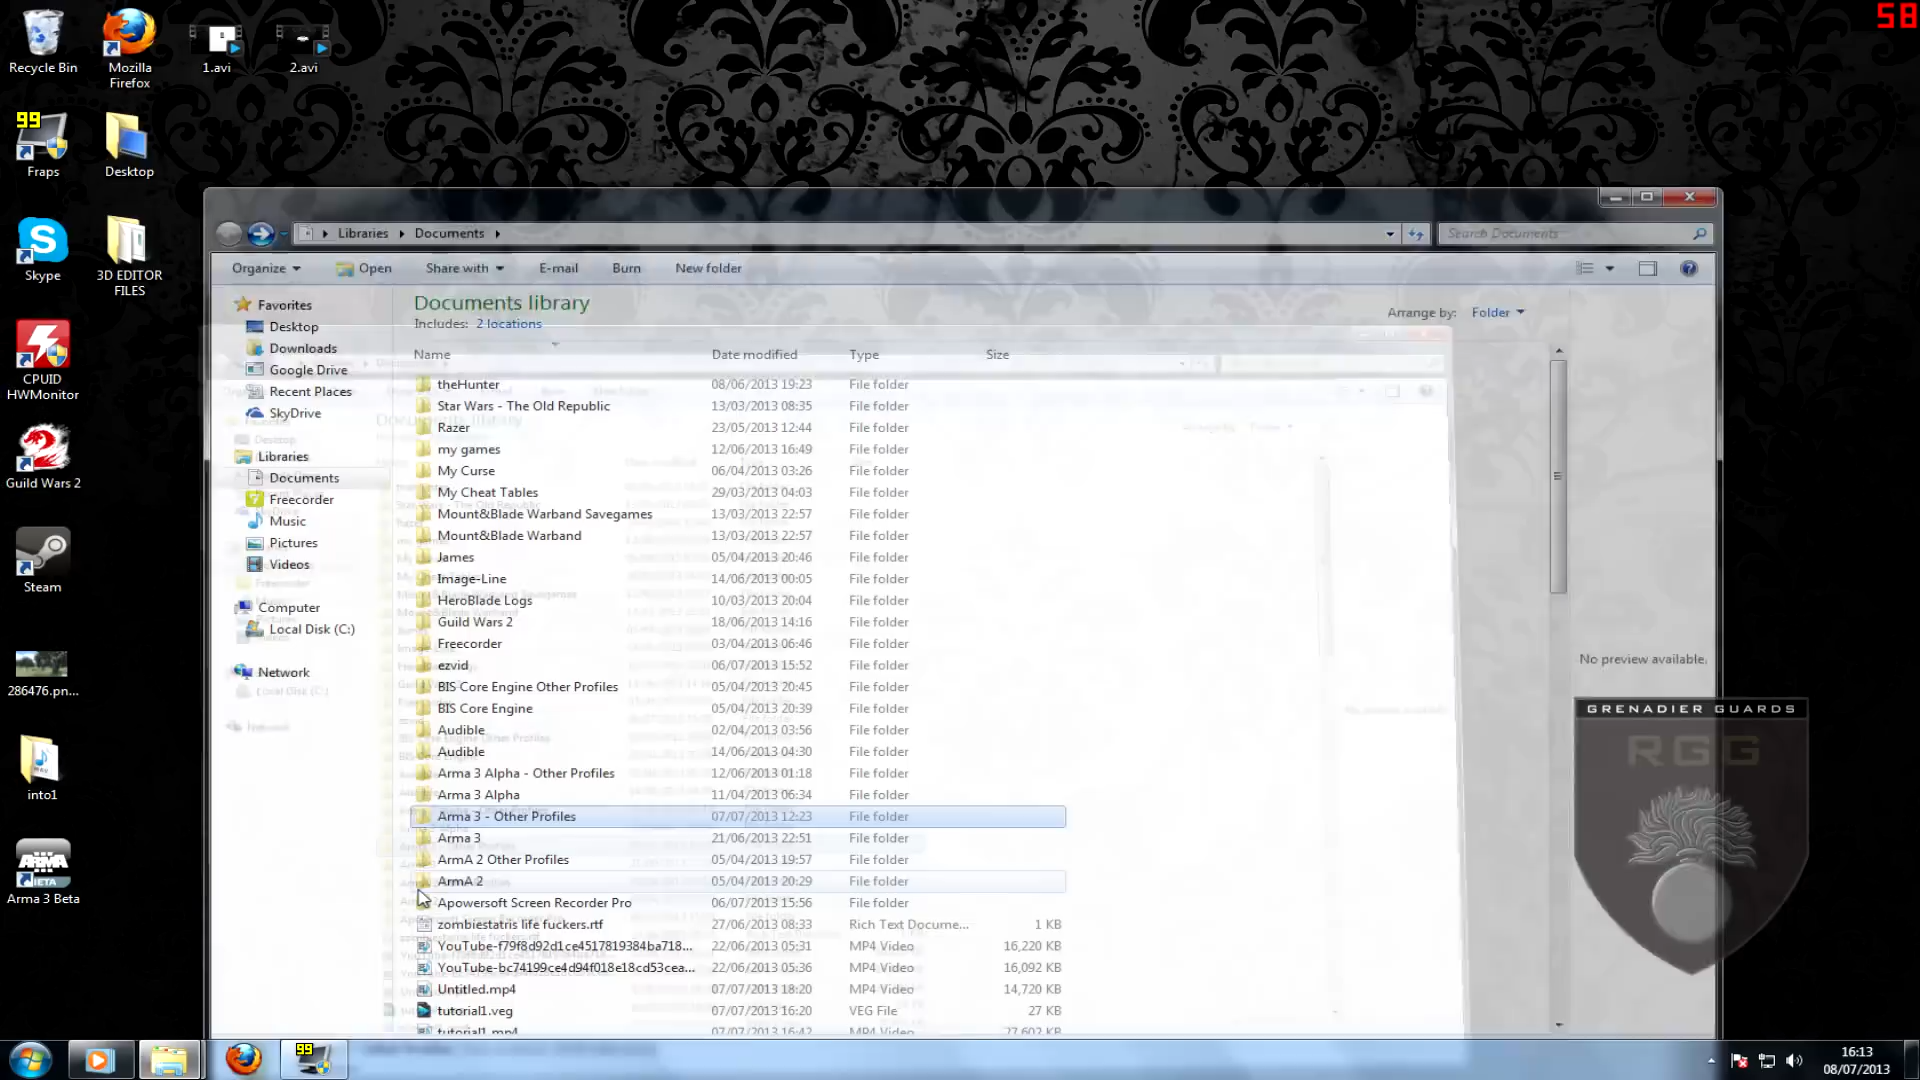 58
Recycle Bin
Mozilla
Firefox
1.avi
2.avi
99
Fraps
Desktop
Skype
3D EDITOR
FILES
CPUID
HWMonitor
Guild Wars 2
Steam
286476.pn...
into1
ARMA
Arma 3 Beta
Libraries Documents
Search Documents
Organize Open Share with E-mail Burn New folder
Favorites
Desktop
Downloads
Google Drive
Recent Places
SkyDrive
Libraries
Documents
Freecorder
Music
Pictures
Videos
Computer
Local Disk (C:)
Network
Documents library
Includes: 2 locations
Arrange by: Folder
Name Date modified Type Size
theHunter 08/06/2013 19:23 File folder
Star Wars - The Old Republic 13/03/2013 08:35 File folder
Razer 23/05/2013 12:44 File folder
my games 12/06/2013 16:49 File folder
My Curse 06/04/2013 03:26 File folder
My Cheat Tables 29/03/2013 04:03 File folder
Mount&Blade Warband Savegames 13/03/2013 22:57 File folder
Mount&Blade Warband 13/03/2013 22:57 File folder
James 05/04/2013 20:46 File folder
Image-Line 14/06/2013 00:05 File folder
HeroBlade Logs 10/03/2013 20:04 File folder
Guild Wars 2 18/06/2013 14:16 File folder
Freecorder 03/04/2013 06:46 File folder
ezvid 06/07/2013 15:52 File folder
BIS Core Engine Other Profiles 05/04/2013 20:45 File folder
BIS Core Engine 05/04/2013 20:39 File folder
Audible 02/04/2013 03:56 File folder
Audible 14/06/2013 04:30 File folder
Arma 3 Alpha - Other Profiles 12/06/2013 01:18 File folder
Arma 3 Alpha 11/04/2013 06:34 File folder
Arma 3 - Other Profiles 07/07/2013 12:23 File folder
Arma 3 21/06/2013 22:51 File folder
ArmA 2 Other Profiles 05/04/2013 19:57 File folder
ArmA 2 05/04/2013 20:29 File folder
Apowersoft Screen Recorder Pro 06/07/2013 15:56 File folder
zombiestatris life fuckers.rtf 27/06/2013 08:33 Rich Text Docume... 1 KB
YouTube-f79f8d92d1ce4517819384ba718... 22/06/2013 05:31 MP4 Video 16,220 KB
YouTube-bc74199ce4d94f018e18cd53cea... 22/06/2013 05:36 MP4 Video 16,092 KB
Untitled.mp4 07/07/2013 18:20 MP4 Video 14,720 KB
tutorial1.veg 07/07/2013 16:20 VEG File 27 KB
tutorial1.mp4 07/07/2013 16:42 MP4 Video 77,602 KB
No preview available.
GRENADIER GUARDS
RGG
99
16:13
08/07/2013